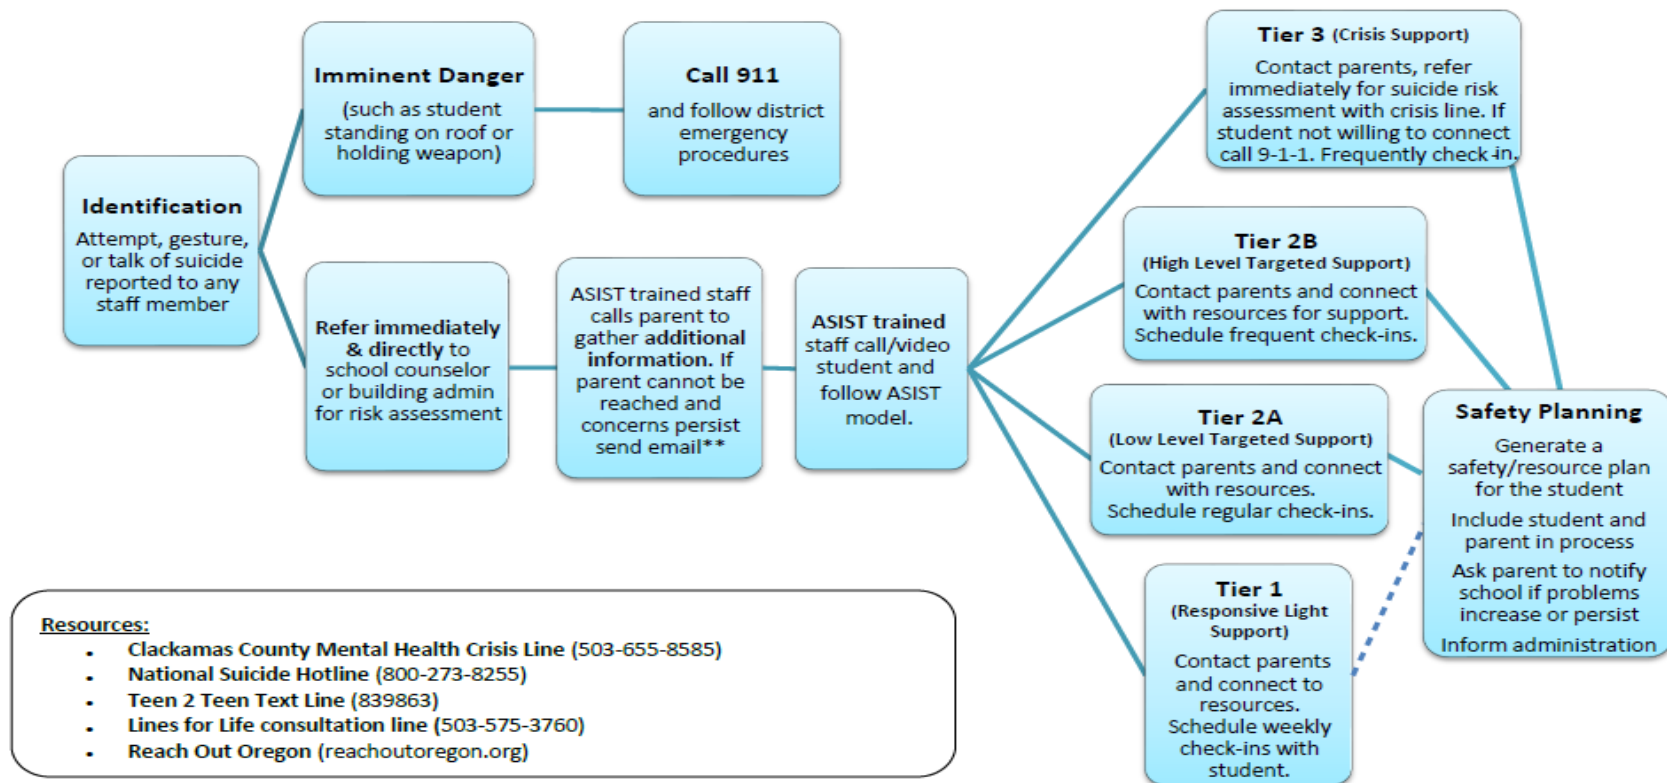 Identification
Attempt, gesture,
or talk of suicide
reported to any
staff member
Imminent Danger
(such as student
standing on roof or
holding weapon)
Call 911
and follow district
emergency
procedures
Refer immediately
& directly to
school counselor
or building admin
for risk assessment
ASIST trained staff
calls parent to
gather additional
information. If
parent cannot be
reached and
concerns persist
send email**
ASIST trained
staff call/video
student and
follow ASIST
model.
Tier 3 (Crisis Support)
Contact parents, refer
immediately for suicide risk
assessment with crisis line. If
student not willing to connect
call 9-1-1. Frequently check-in.
Tier 2B
(High Level Targeted Support)
Contact parents and connect
with resources for support.
Schedule frequent check-ins.
Tier 2A
(Low Level Targeted Support)
Contact parents and connect
with resources.
Schedule regular check-ins.
Tier 1
(Responsive Light
Support)
Contact parents
and connect to
resources.
Schedule weekly
check-ins with
student.
Safety Planning
Generate a
safety/resource plan
for the student
Include student and
parent in process
Ask parent to notify
school if problems
increase or persist
Inform administration
Resources:
• Clackamas County Mental Health Crisis Line (503-655-8585)
• National Suicide Hotline (800-273-8255)
• Teen 2 Teen Text Line (839863)
• Lines for Life consultation line (503-575-3760)
• Reach Out Oregon (reachoutoregon.org)